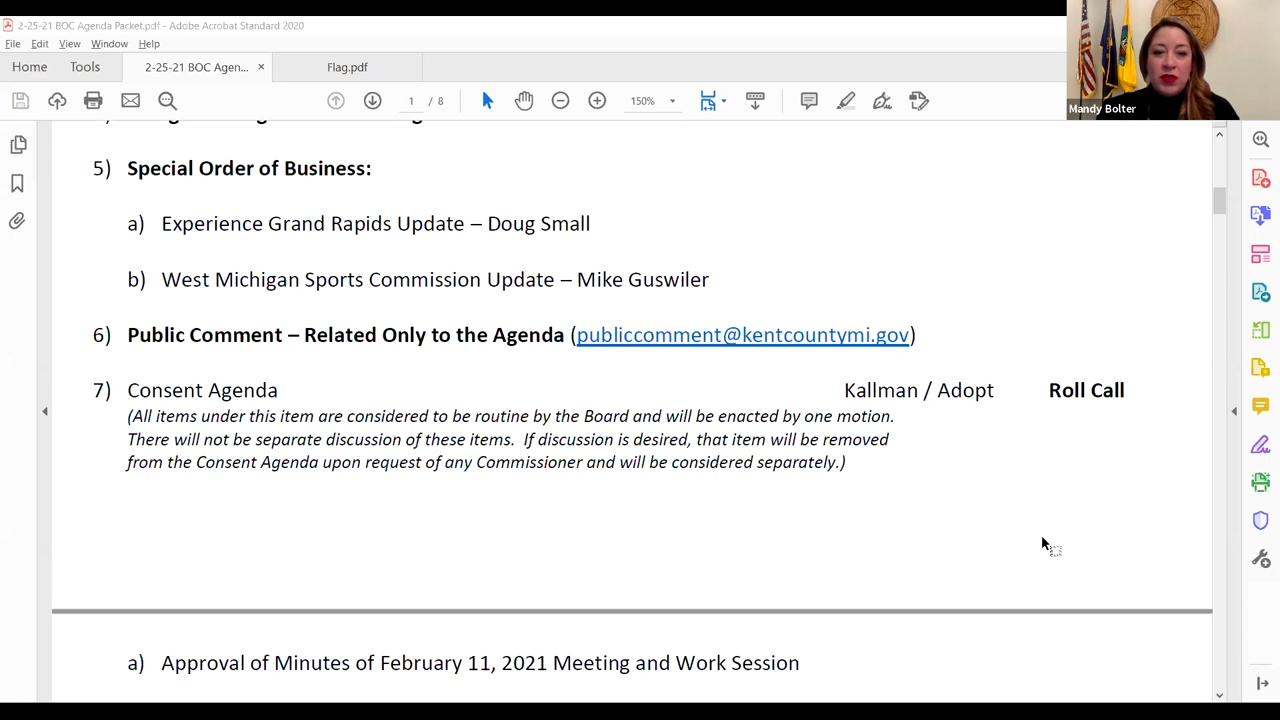 2-25-21 BOC Agenda Packet.pdf - Adobe Acrobat Standard 2020
File Edit View Window Help
Home Tools 2-25-21 BOC Agen... × Flag.pdf
1 / 8 150%
Mandy Bolter
5) Special Order of Business:
a) Experience Grand Rapids Update – Doug Small
b) West Michigan Sports Commission Update – Mike Guswiler
6) Public Comment – Related Only to the Agenda (publiccomment@kentcountymi.gov)
7) Consent Agenda Kallman / Adopt Roll Call
(All items under this item are considered to be routine by the Board and will be enacted by one motion.
There will not be separate discussion of these items. If discussion is desired, that item will be removed
from the Consent Agenda upon request of any Commissioner and will be considered separately.)
a) Approval of Minutes of February 11, 2021 Meeting and Work Session